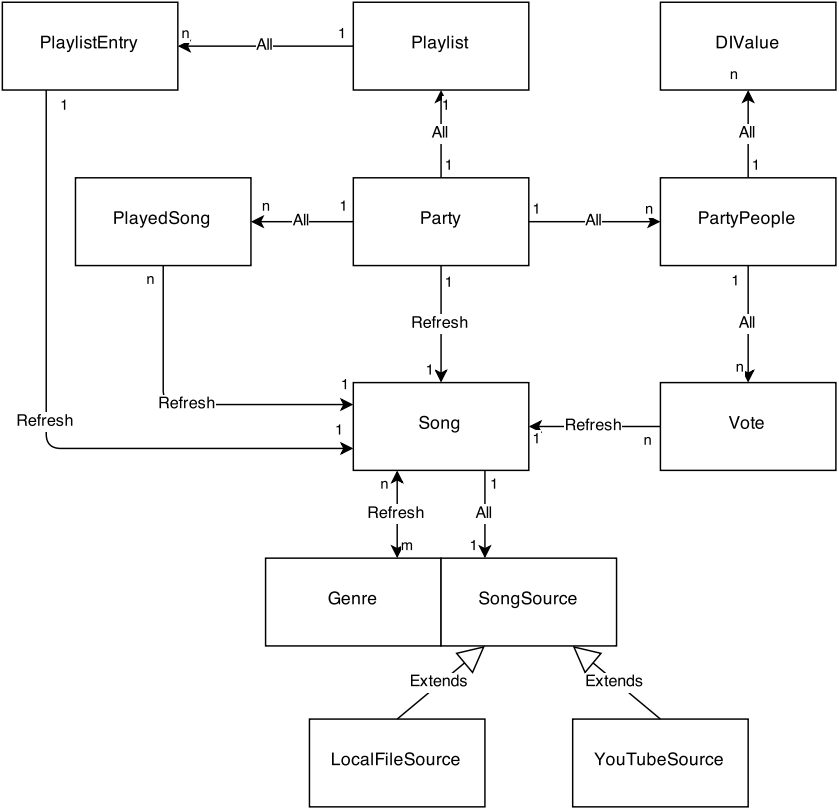 PlaylistEntry
n
All
1
Playlist
DIValue
n
1
1
All
1
All
1
PlayedSong
n
All
1
Party
1
All
n
PartyPeople
n
1
Refresh
1
1
All
n
Refresh
1
Refresh
1
Song
1
Refresh
n
Vote
n
Refresh
m
1
All
1
Genre
SongSource
Extends
Extends
LocalFileSource
YouTubeSource